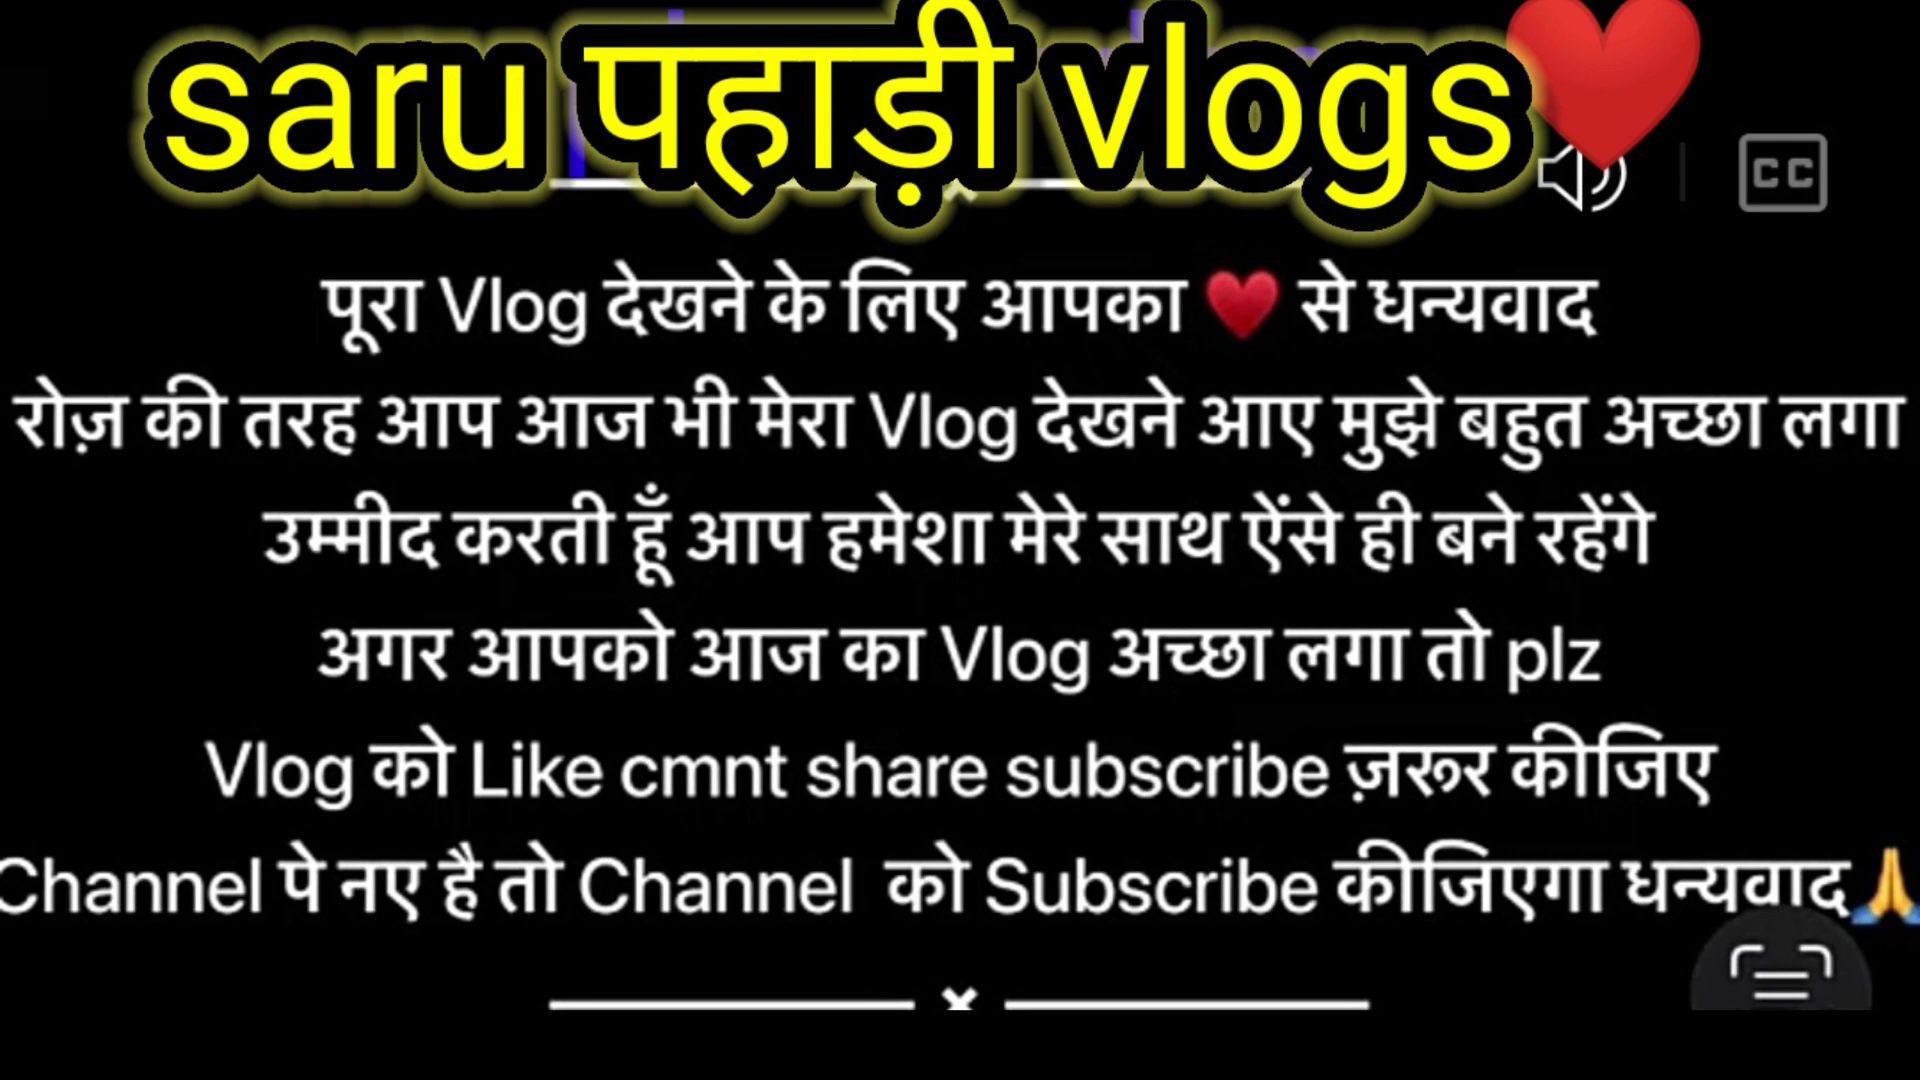 saru पहाड़ी vlogs❤️
CC
पूरा Vlog देखने के लिए आपका ♥️ से धन्यवाद
रोज़ की तरह आप आज भी मेरा Vlog देखने आए मुझे बहुत अच्छा लगा
उम्मीद करती हूँ आप हमेशा मेरे साथ ऐंसे ही बने रहेंगे
अगर आपको आज का Vlog अच्छा लगा तो plz
Vlog को Like cmnt share subscribe ज़रूर कीजिए
Channel पे नए है तो Channel को Subscribe कीजिएगा धन्यवाद🙏